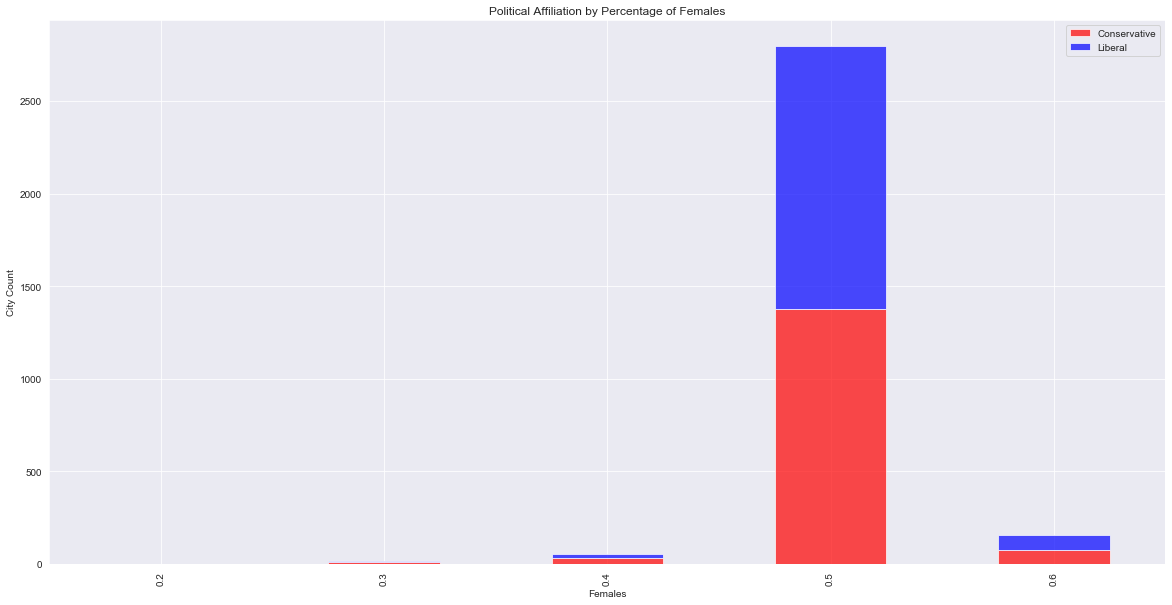 Political Affiliation by Percentage of Females
Conservative
Liberal
City Count
2500
2000
1500
1000
500
0
0.2
0.3
0.4
0.5
0.6
Females